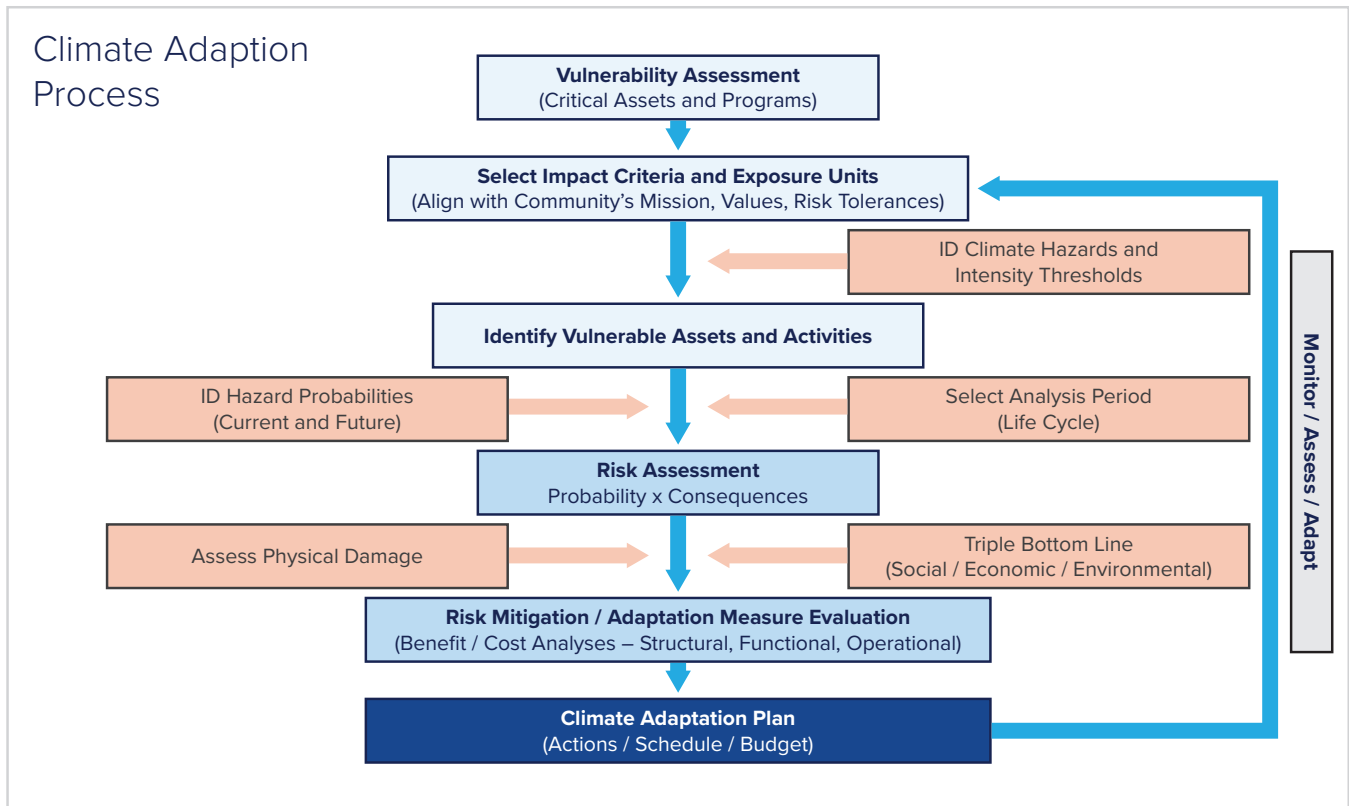 Climate Adaption
Process
Vulnerability Assessment
(Critical Assets and Programs)
Select Impact Criteria and Exposure Units
(Align with Community’s Mission, Values, Risk Tolerances)
ID Climate Hazards and
Intensity Thresholds
Identify Vulnerable Assets and Activities
ID Hazard Probabilities
(Current and Future)
Select Analysis Period
(Life Cycle)
Risk Assessment
Probability x Consequences
Assess Physical Damage
Triple Bottom Line
(Social / Economic / Environmental)
Risk Mitigation / Adaptation Measure Evaluation
(Benefit / Cost Analyses – Structural, Functional, Operational)
Climate Adaptation Plan
(Actions / Schedule / Budget)
Monitor / Assess / Adapt